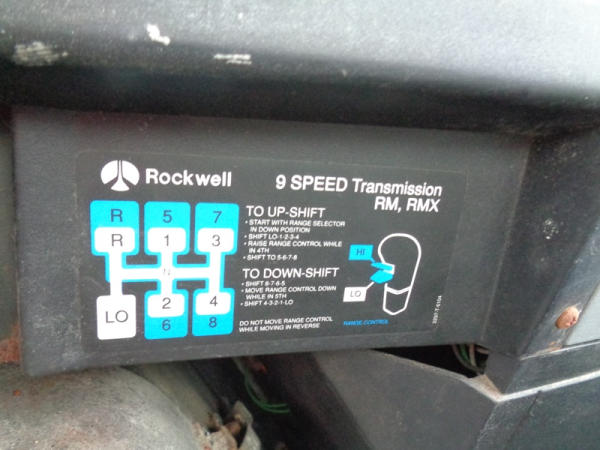 Rockwell
9 SPEED Transmission
RM, RMX
R 5 7
R 1 3
N
LO 2 4
6 8
TO UP-SHIFT
• START WITH RANGE SELECTOR
IN DOWN POSITION
• SHIFT LO-1-2-3-4
• RAISE RANGE CONTROL WHILE
IN 4TH
• SHIFT TO 5-6-7-8
TO DOWN-SHIFT
• SHIFT 8-7-6-5
• MOVE RANGE CONTROL DOWN
WHILE IN 5TH
• SHIFT 4-3-2-1-LO
DO NOT MOVE RANGE CONTROL
WHILE MOVING IN REVERSE
HI
LO
RANGE CONTROL